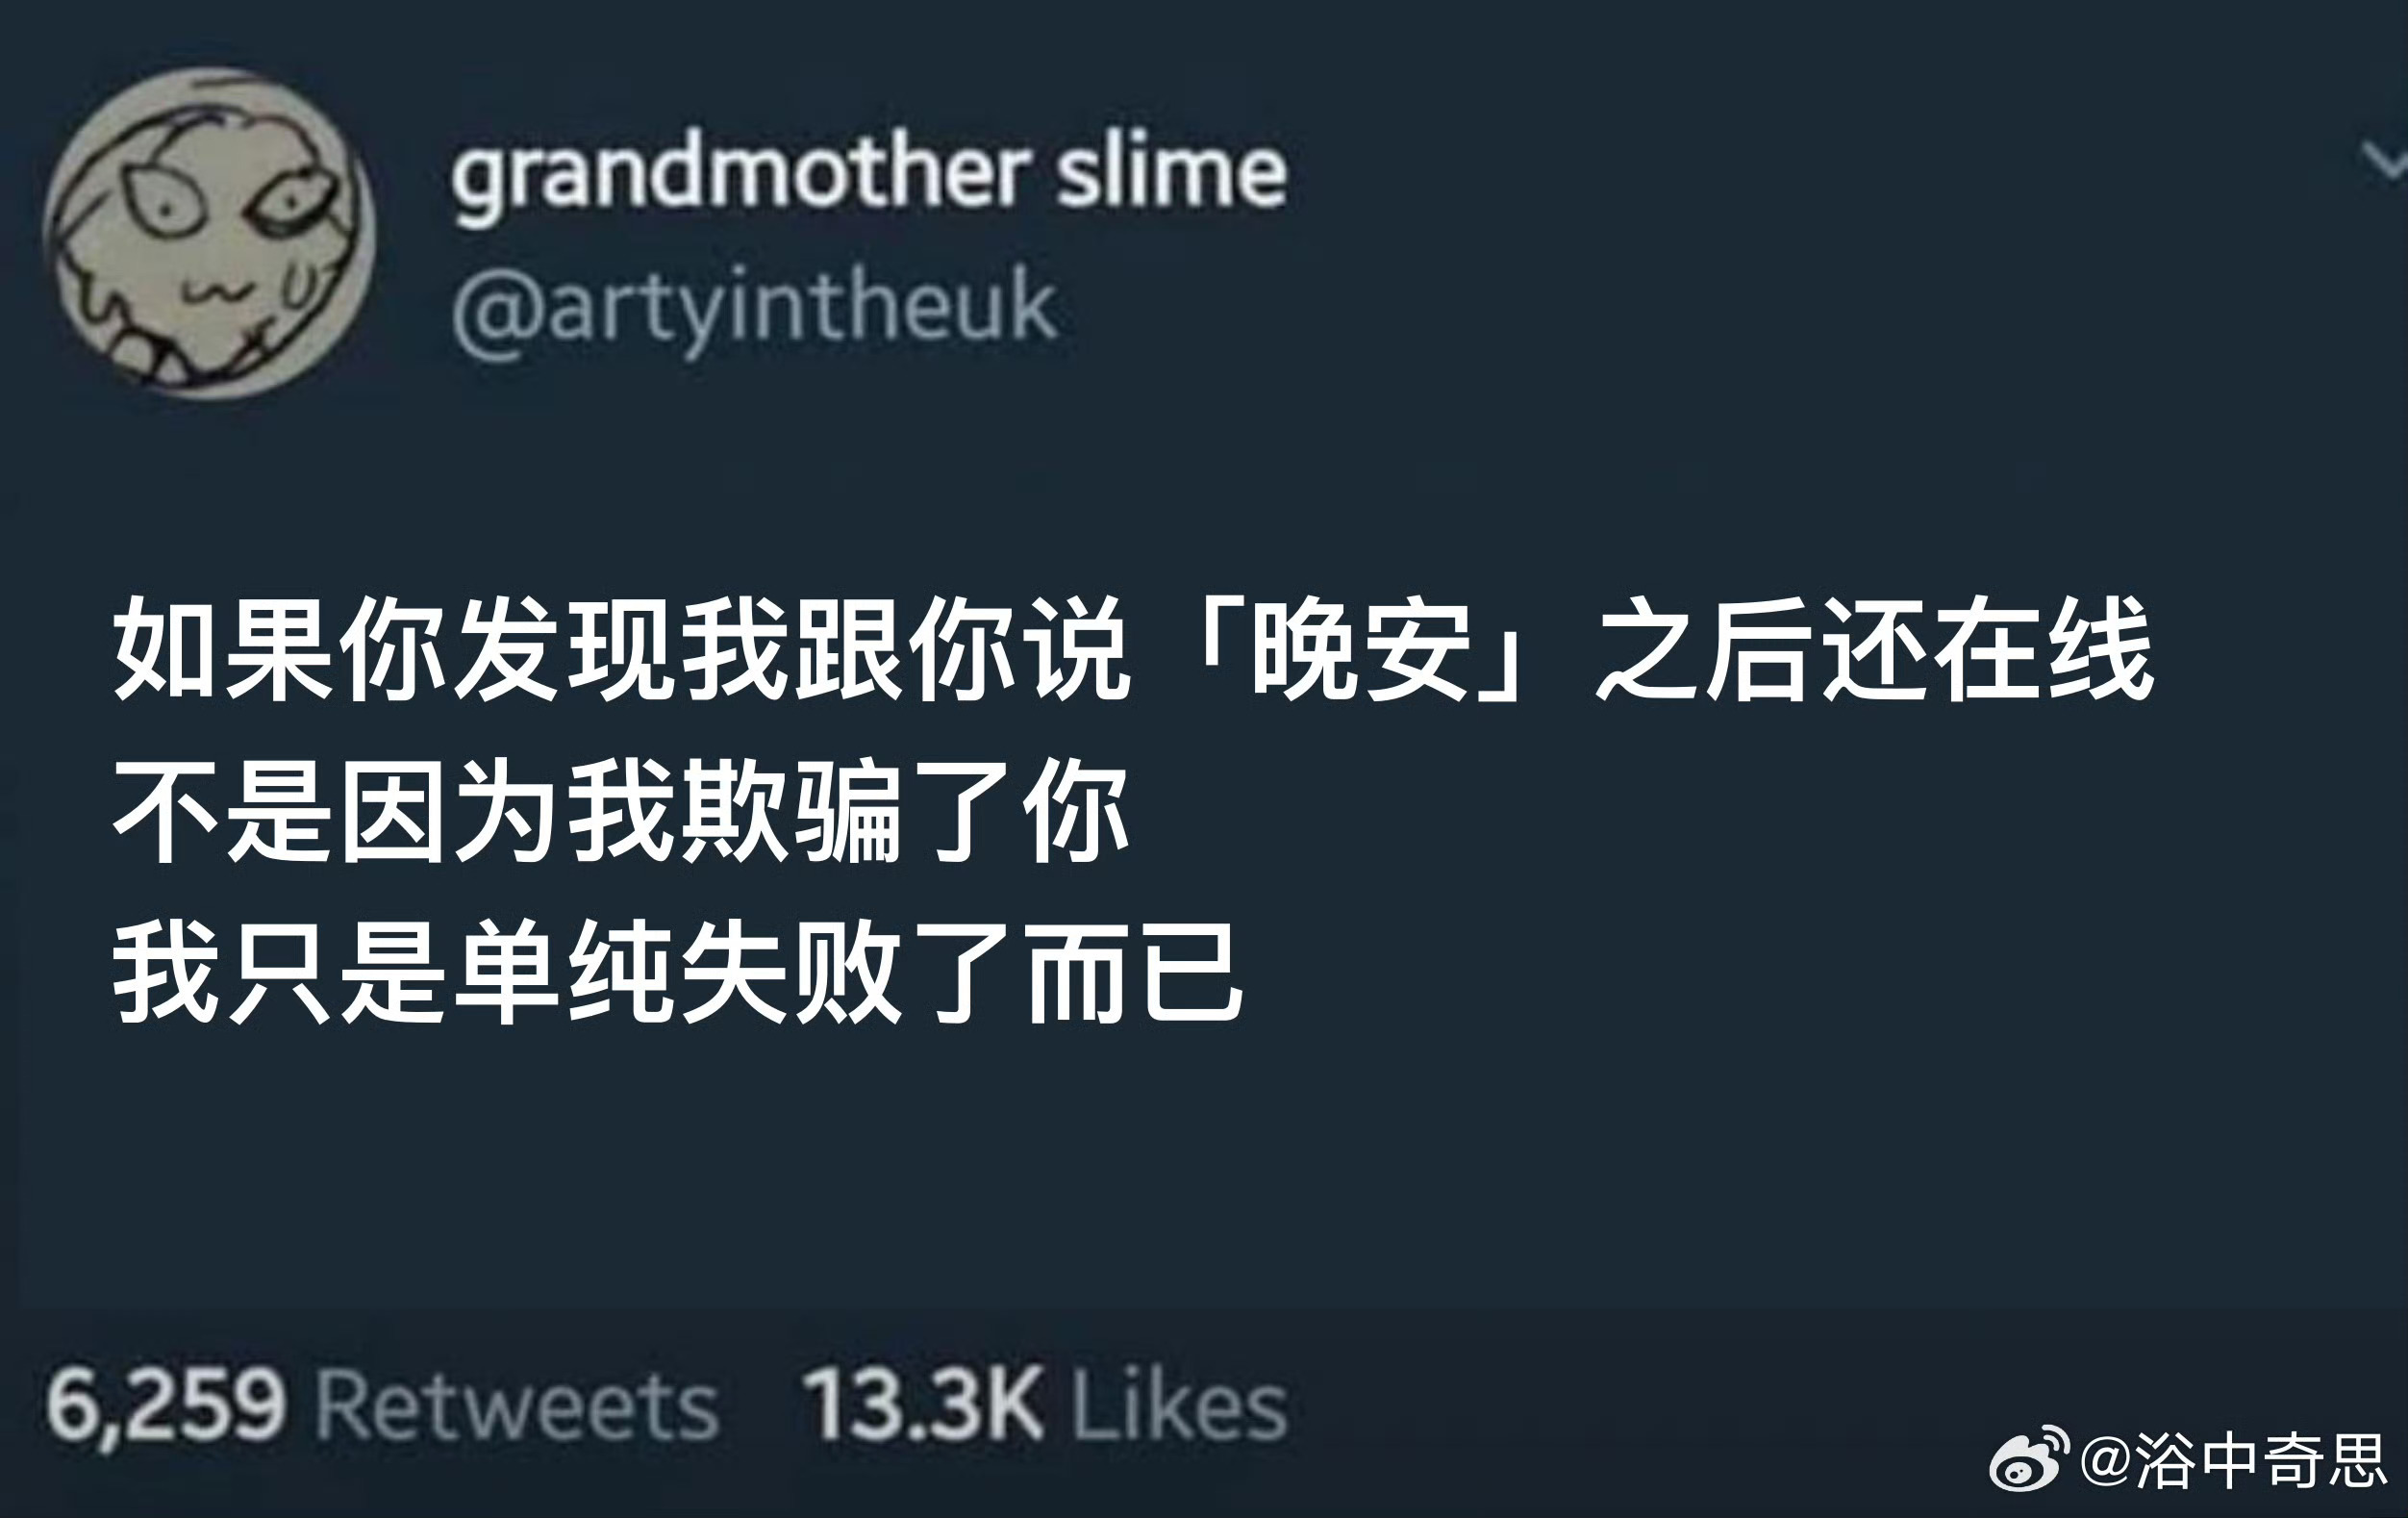 grandmother slime
@artyintheuk
如果你发现我跟你说「晚安」之后还在线
不是因为我欺骗了你
我只是单纯失败了而已
6,259 Retweets 13.3K Likes
@浴中奇思